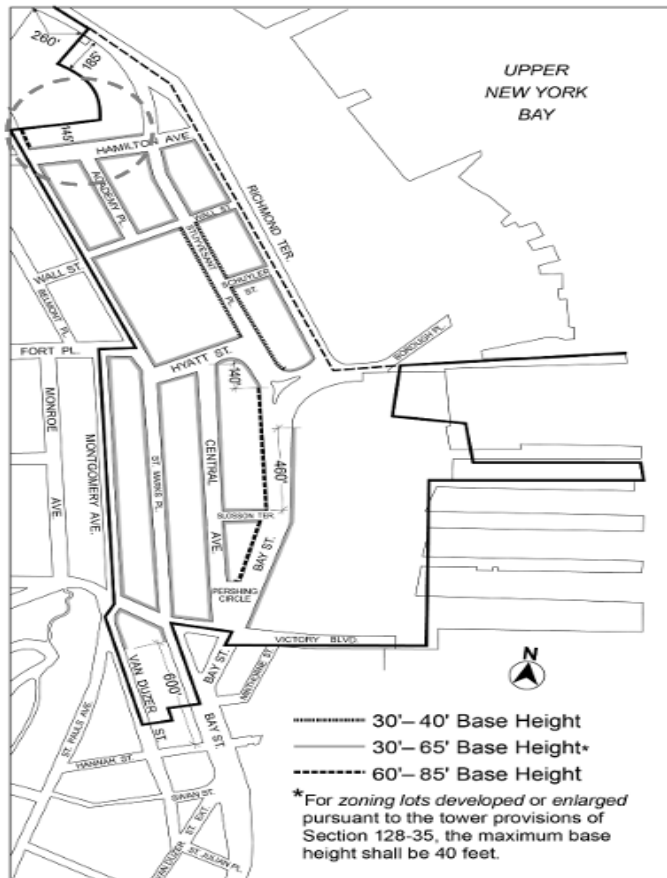 260'
185'
UPPER
NEW YORK
BAY
145'
HAMILTON AVE.
ACADEMY PL.
RICHMOND TER.
WALL ST.
STUYVESANT PL.
SCHUYLER ST.
WALL ST.
BELMONT PL.
BOROUGH PL.
FORT PL.
HYATT ST.
140'
MONROE AVE.
MONTGOMERY AVE.
ST. MARKS PL.
CENTRAL AVE.
460'
SLOSSON TER.
BAY ST.
PERSHING
CIRCLE
VICTORY BLVD.
N
VAN DUZER ST.
600'
BAY ST.
MINTHORNE ST.
BAY ST.
ST. PAULS AVE.
HANNAH ST.
SWAN ST.
VAN DUZER ST. EXT.
ST. JULIAN PL.
30'– 40' Base Height
30'– 65' Base Height*
60'– 85' Base Height
*For zoning lots developed or enlarged
pursuant to the tower provisions of
Section 128-35, the maximum base
height shall be 40 feet.